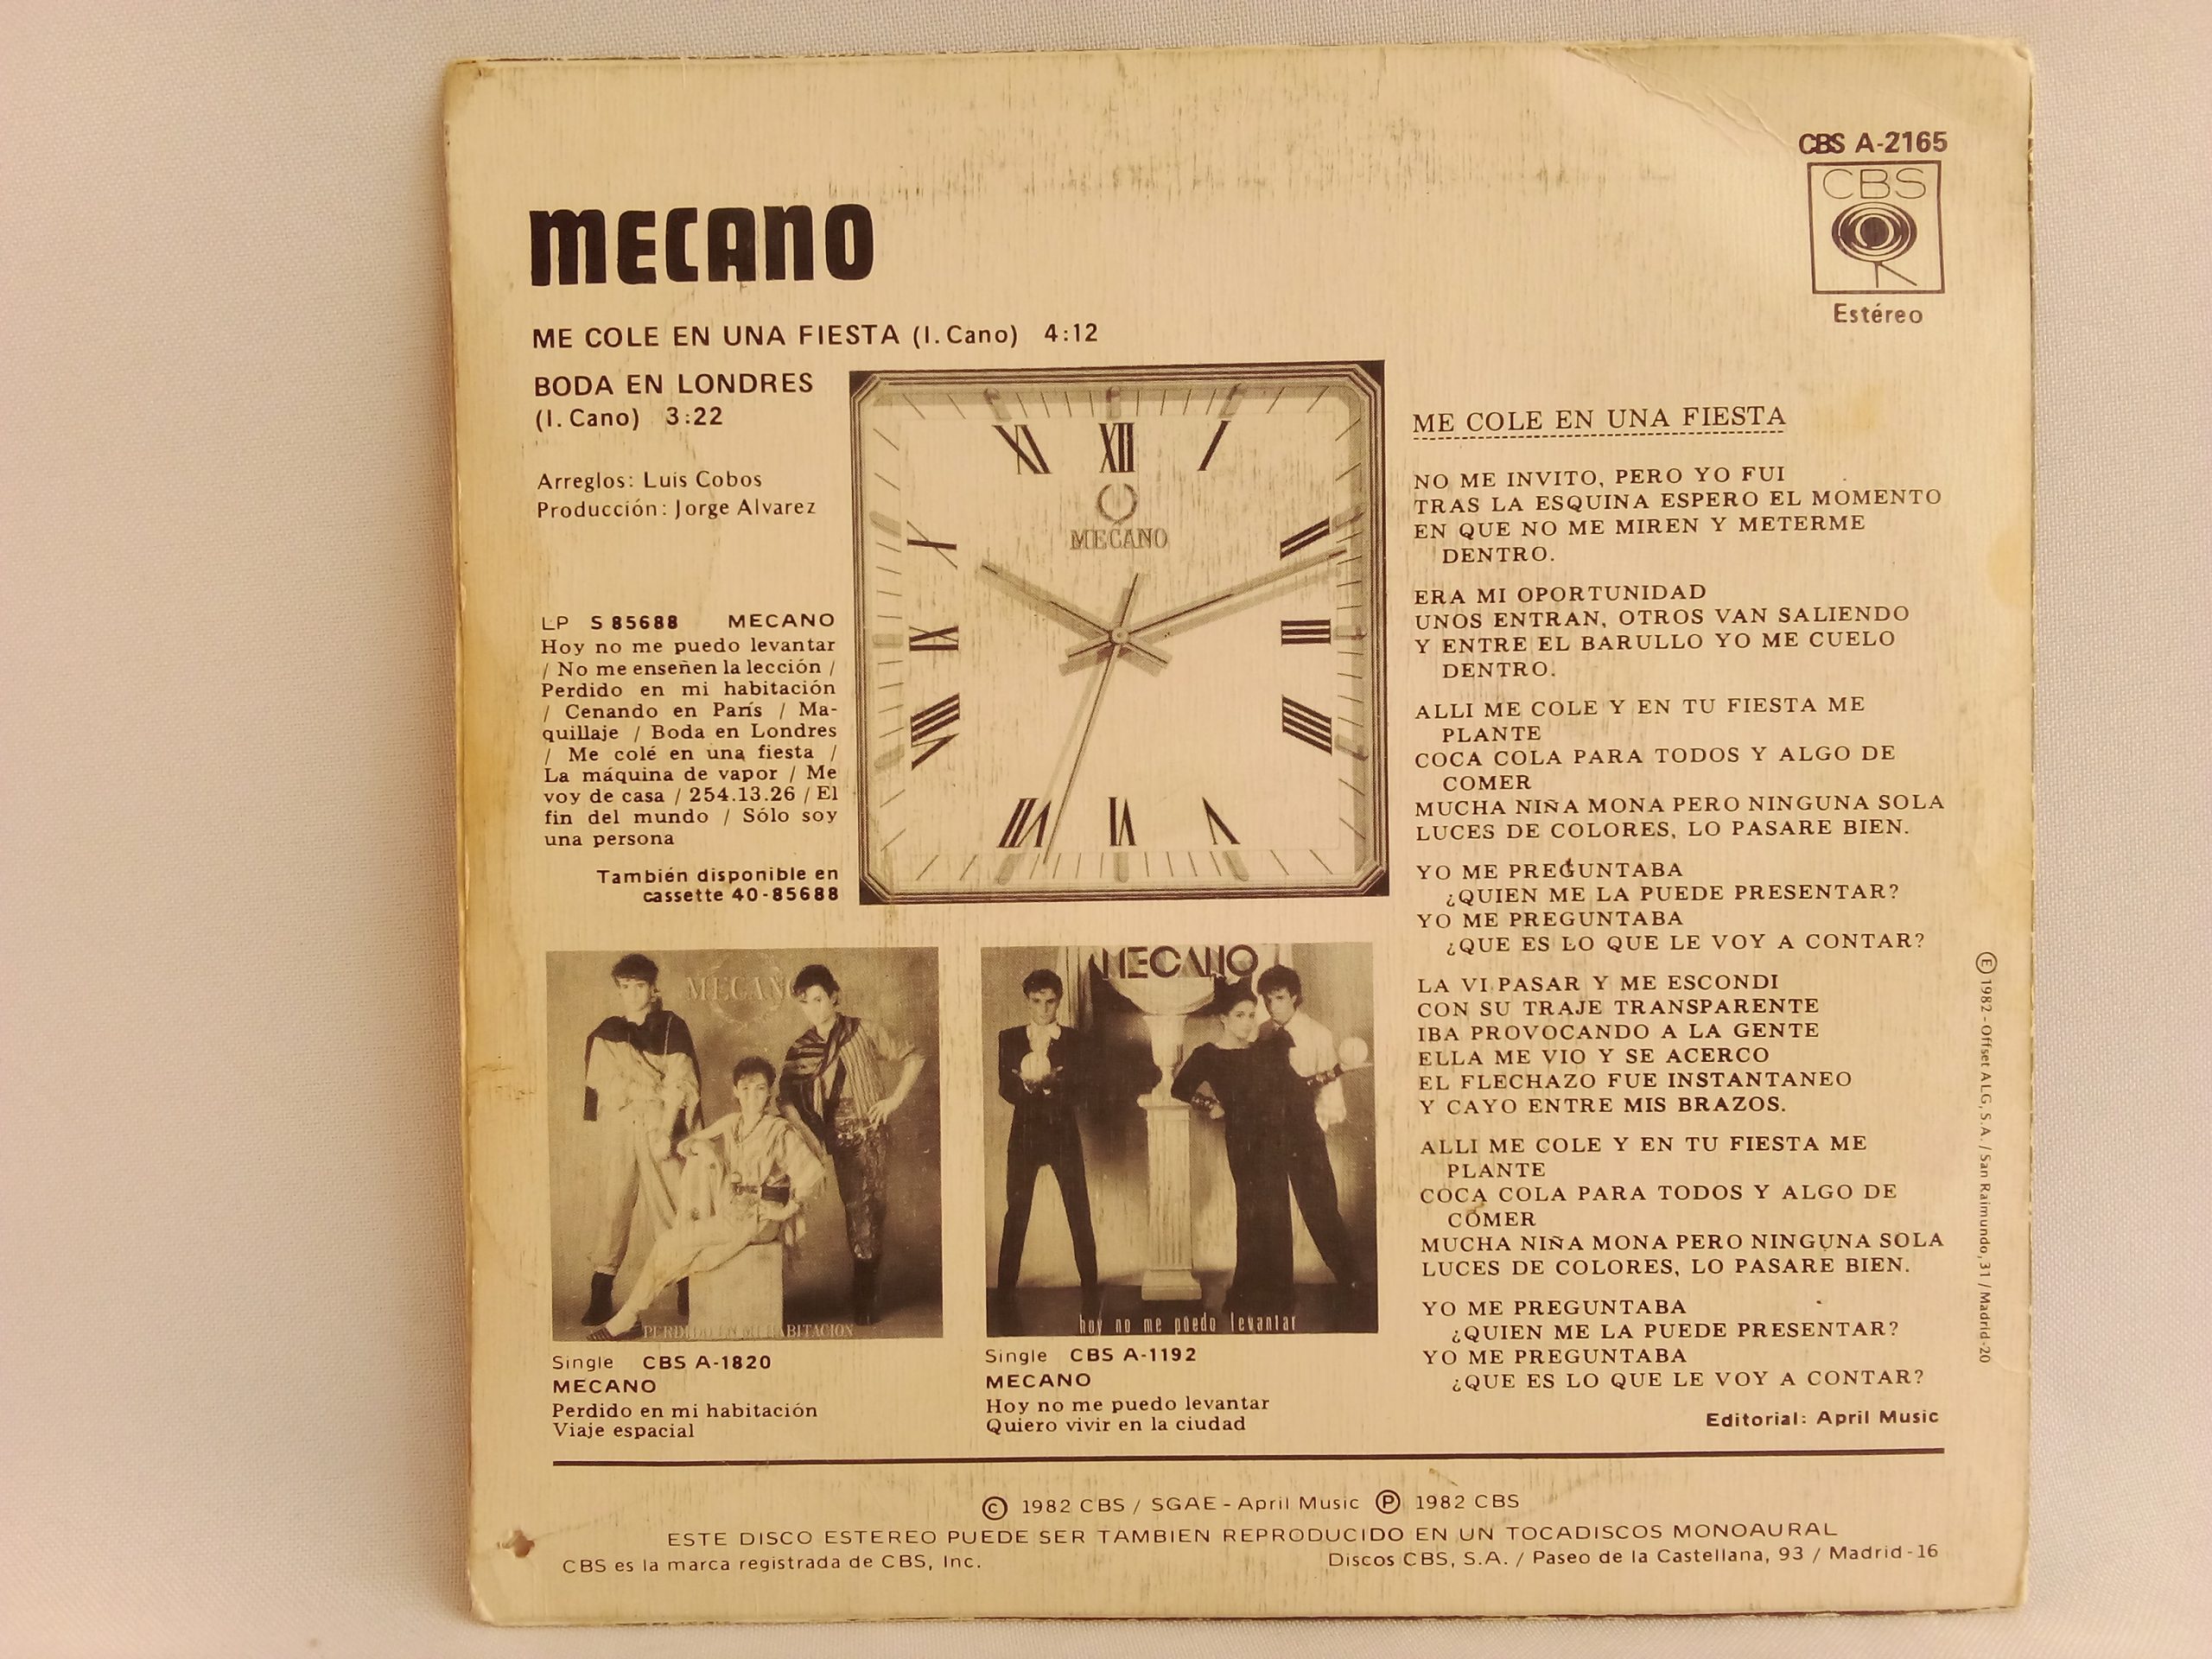 CBS A-2165
CBS
Estéreo
MECANO
ME COLE EN UNA FIESTA (I. Cano) 4:12
BODA EN LONDRES
(I. Cano) 3:22
Arreglos: Luis Cobos
Producción: Jorge Alvarez
LP S 85688 MECANO
Hoy no me puedo levantar
/ No me enseñen la lección /
Perdido en mi habitación
/ Cenando en París / Ma-
quillaje / Boda en Londres
/ Me colé en una fiesta /
La máquina de vapor / Me
voy de casa / 254.13.26 / El
fin del mundo / Sólo soy
una persona
También disponible en
cassette 40-85688
XI XII I
MECANO
X II
IX III
VIII IIII
VII VI V
MECANO
PERDIDO EN MI HABITACION
Single CBS A-1820
MECANO
Perdido en mi habitación
Viaje espacial
MECANO
hoy no me puedo levantar
Single CBS A-1192
MECANO
Hoy no me puedo levantar
Quiero vivir en la ciudad
ME COLE EN UNA FIESTA
NO ME INVITO, PERO YO FUI
TRAS LA ESQUINA ESPERO EL MOMENTO
EN QUE NO ME MIREN Y METERME
DENTRO.
ERA MI OPORTUNIDAD
UNOS ENTRAN, OTROS VAN SALIENDO
Y ENTRE EL BARULLO YO ME CUELO
DENTRO.
ALLI ME COLE Y EN TU FIESTA ME
PLANTE
COCA COLA PARA TODOS Y ALGO DE
COMER
MUCHA NIÑA MONA PERO NINGUNA SOLA
LUCES DE COLORES, LO PASARE BIEN.
YO ME PREGUNTABA
¿QUIEN ME LA PUEDE PRESENTAR?
YO ME PREGUNTABA
¿QUE ES LO QUE LE VOY A CONTAR?
LA VI PASAR Y ME ESCONDI
CON SU TRAJE TRANSPARENTE
IBA PROVOCANDO A LA GENTE
ELLA ME VIO Y SE ACERCO
EL FLECHAZO FUE INSTANTANEO
Y CAYO ENTRE MIS BRAZOS.
ALLI ME COLE Y EN TU FIESTA ME
PLANTE
COCA COLA PARA TODOS Y ALGO DE
COMER
MUCHA NIÑA MONA PERO NINGUNA SOLA
LUCES DE COLORES, LO PASARE BIEN.
YO ME PREGUNTABA
¿QUIEN ME LA PUEDE PRESENTAR?
YO ME PREGUNTABA
¿QUE ES LO QUE LE VOY A CONTAR?
Editorial: April Music
Ⓔ 1982 - Offset ALG, S.A. / San Raimundo, 31 / Madrid-20
© 1982 CBS / SGAE - April Music Ⓟ 1982 CBS
ESTE DISCO ESTEREO PUEDE SER TAMBIEN REPRODUCIDO EN UN TOCADISCOS MONOAURAL
CBS es la marca registrada de CBS, Inc.
Discos CBS, S.A. / Paseo de la Castellana, 93 / Madrid-16